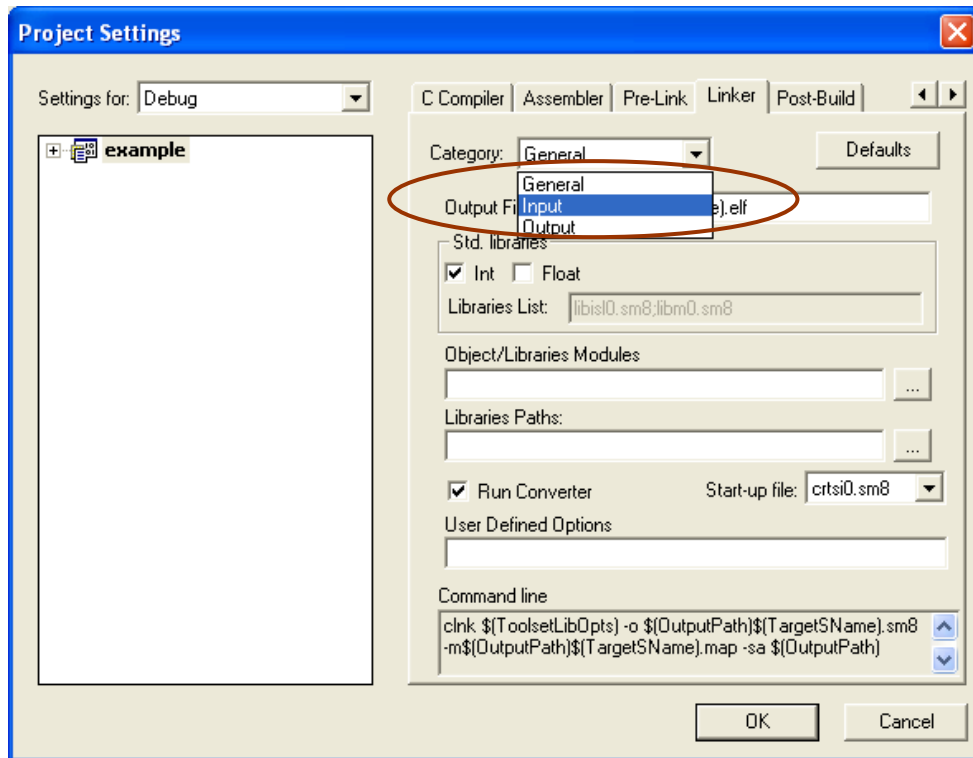 Project Settings
Settings for: Debug
example
C Compiler Assembler Pre-Link Linker Post-Build
Category: General Defaults
General
Input
Output
Output Fi e).elf
Std. libraries
Int Float
Libraries List: libisl0.sm8;libm0.sm8
Object/Libraries Modules
...
Libraries Paths:
...
Run Converter Start-up file: crtsi0.sm8
User Defined Options
Command line
clnk $(ToolsetLibOpts) -o $(OutputPath)$(TargetSName).sm8
-m$(OutputPath)$(TargetSName).map -sa $(OutputPath)
OK Cancel